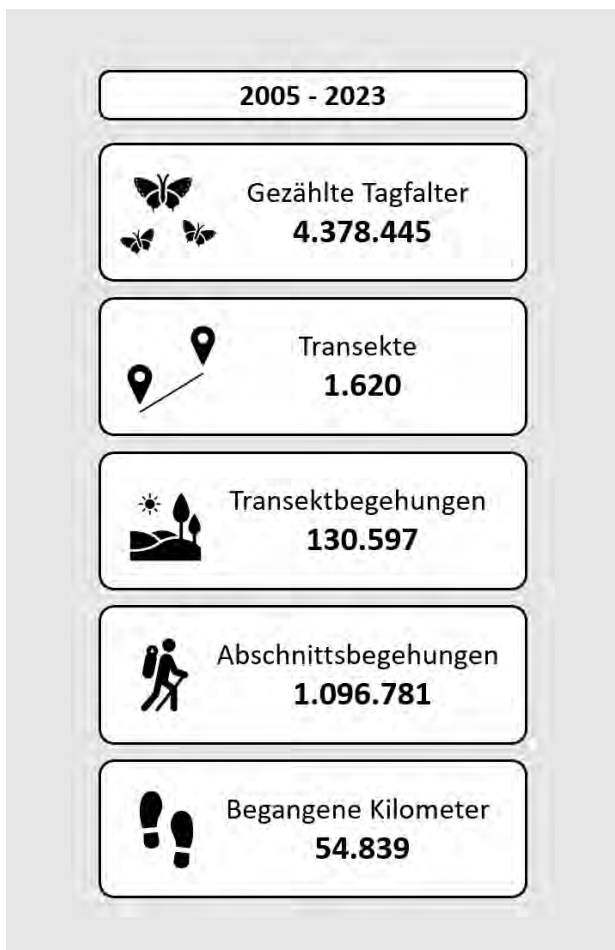 2005 - 2023
Gezählte Tagfalter
4.378.445
Transekte
1.620
Transektbegehungen
130.597
Abschnittsbegehungen
1.096.781
Begangene Kilometer
54.839